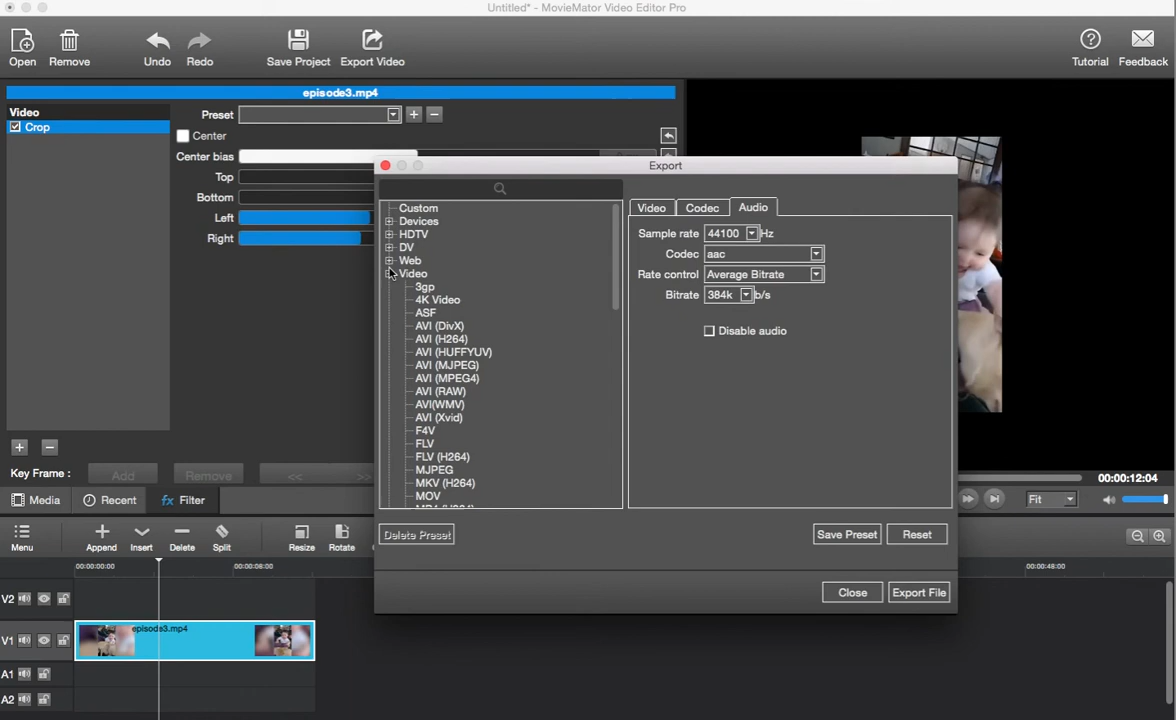 Untitled* - MovieMator Video Editor Pro
Open Remove Undo Redo Save Project Export Video Tutorial Feedback
episode3.mp4
Video
Crop
Preset
Center
Center bias
Top
Bottom
Left
Right
Key Frame : Add Remove << >>
Media Recent fx Filter
Export
Custom
Devices
HDTV
DV
Web
Video
3gp
4K Video
ASF
AVI (DivX)
AVI (H264)
AVI (HUFFYUV)
AVI (MJPEG)
AVI (MPEG4)
AVI (RAW)
AVI(WMV)
AVI (Xvid)
F4V
FLV
FLV (H264)
MJPEG
MKV (H264)
MOV
Delete Preset
Video Codec Audio
Sample rate 44100 Hz
Codec aac
Rate control Average Bitrate
Bitrate 384k b/s
Disable audio
Save Preset Reset
Close Export File
00:00:12:04
Fit
Menu Append Insert Delete Split Resize Rotate
00:00:00:00 00:00:08:00 00:00:48:00
V2
V1 episode3.mp4
A1
A2